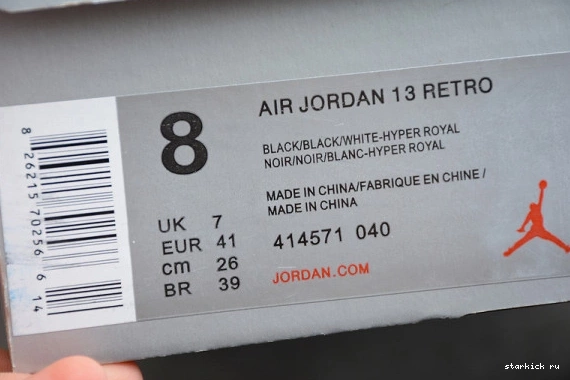 8
AIR JORDAN 13 RETRO
BLACK/BLACK/WHITE-HYPER ROYAL
NOIR/NOIR/BLANC-HYPER ROYAL
MADE IN CHINA/FABRIQUE EN CHINE /
MADE IN CHINA
UK 7
EUR 41
cm 26
BR 39
414571 040
JORDAN.COM
8 26215 70256 6 14
starkick ru